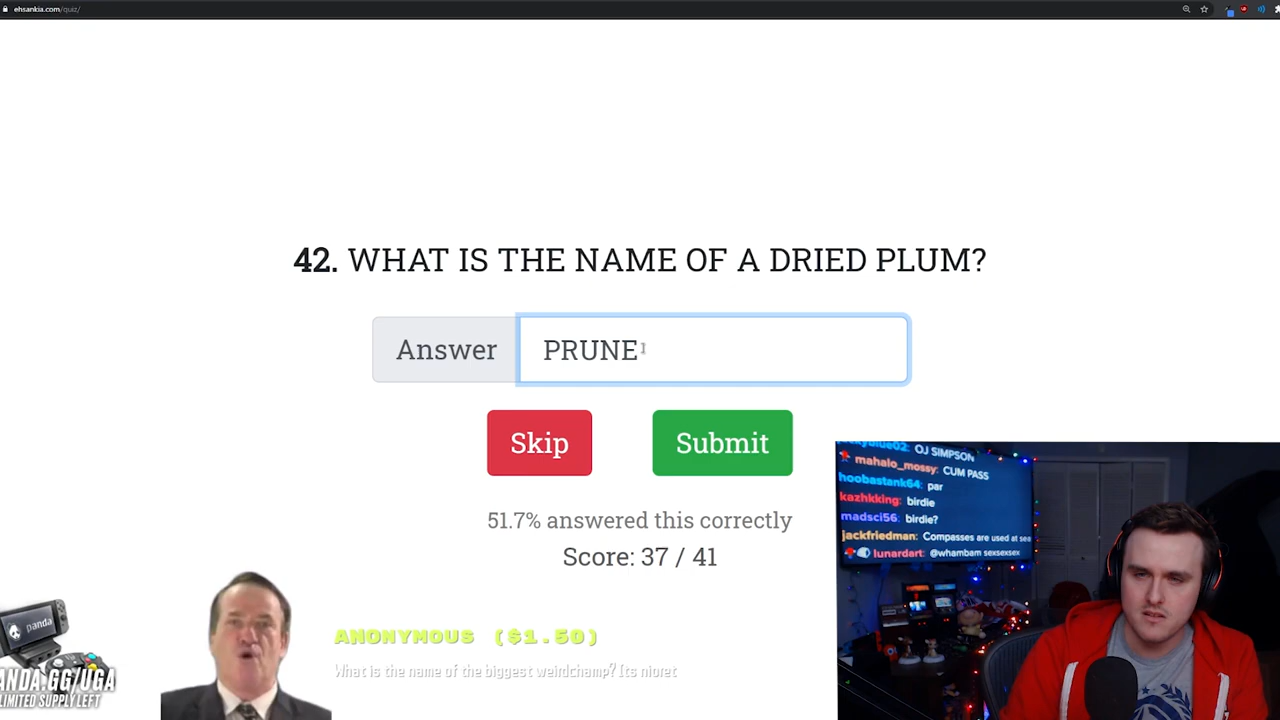 ehsankia.com/quiz/
42. WHAT IS THE NAME OF A DRIED PLUM?
Answer
PRUNE
Skip
Submit
51.7% answered this correctly
Score: 37 / 41
OJ SIMPSON
mahalo_mossy: CUM PASS
hoobastank64: par
kazhkking: birdie
madsci56: birdie?
jackfriedman: Compasses are used at sea
lunardart: @whambam sexsexsex
panda
ANDA.GG/UGA
LIMITED SUPPLY LEFT
ANONYMOUS ($1.50)
What is the name of the biggest weirdchamp? Its